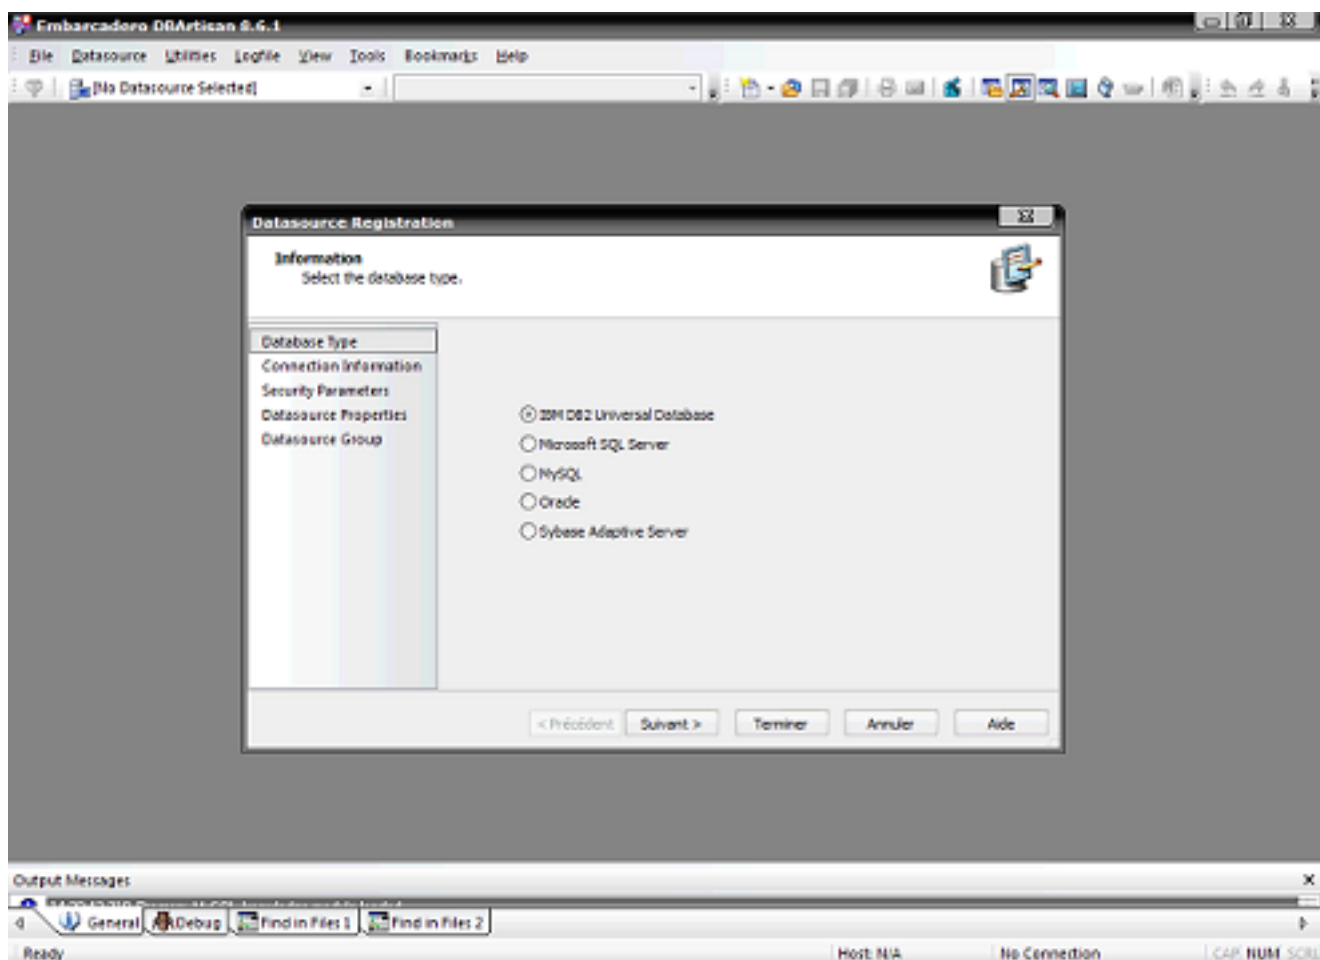 Embarcadero DBArtisan 8.6.1
File Datasource Utilities Logfile View Tools Bookmarks Help
[No Datasource Selected]
Datasource Registration
Information
Select the database type.
Database Type
Connection Information
Security Parameters
Datasource Properties
Datasource Group
IBM DB2 Universal Database
Microsoft SQL Server
MySQL
Oracle
Sybase Adaptive Server
< Précédent Suivant > Terminer Annuler Aide
Output Messages
General Debug Find in Files 1 Find in Files 2
Ready Host: N/A No Connection CAP NUM SCRL